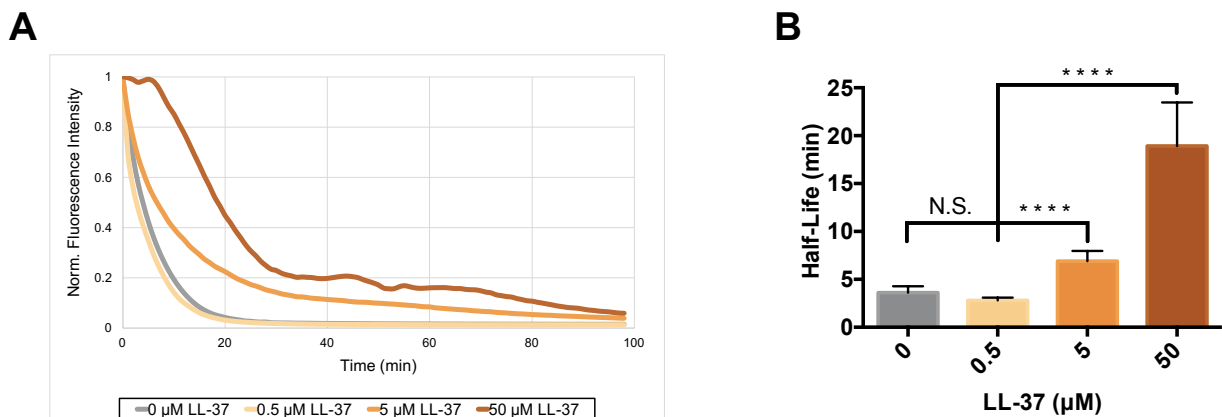 A
Norm. Fluorescence Intensity
1
0.8
0.6
0.4
0.2
0
0 20 40 60 80 100
Time (min)
0 µM LL-37 0.5 µM LL-37 5 µM LL-37 50 µM LL-37
B
Half-Life (min)
25
20
15
10
5
0
* * * *
N.S. * * * *
0 0.5 5 50
LL-37 (µM)